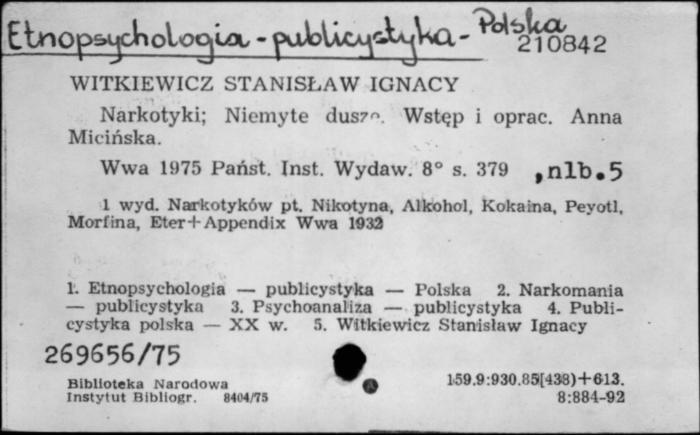 Etnopsychologia - publicystyka - Polska
210842
WITKIEWICZ STANISŁAW IGNACY
Narkotyki; Niemyte dusze. Wstęp i oprac. Anna
Micińska.
Wwa 1975 Państ. Inst. Wydaw. 8° s. 379 , nlb. 5
1 wyd. Narkotyków pt. Nikotyna, Alkohol, Kokaina, Peyotl,
Morfina, Eter+Appendix Wwa 1932
1. Etnopsychologia — publicystyka — Polska 2. Narkomania
— publicystyka 3. Psychoanaliza — publicystyka 4. Publi-
cystyka polska — XX w. 5. Witkiewicz Stanisław Ignacy
269656/75
Biblioteka Narodowa
Instytut Bibliogr. 8404/75
159.9:930.85[438)+613.
8:884-92